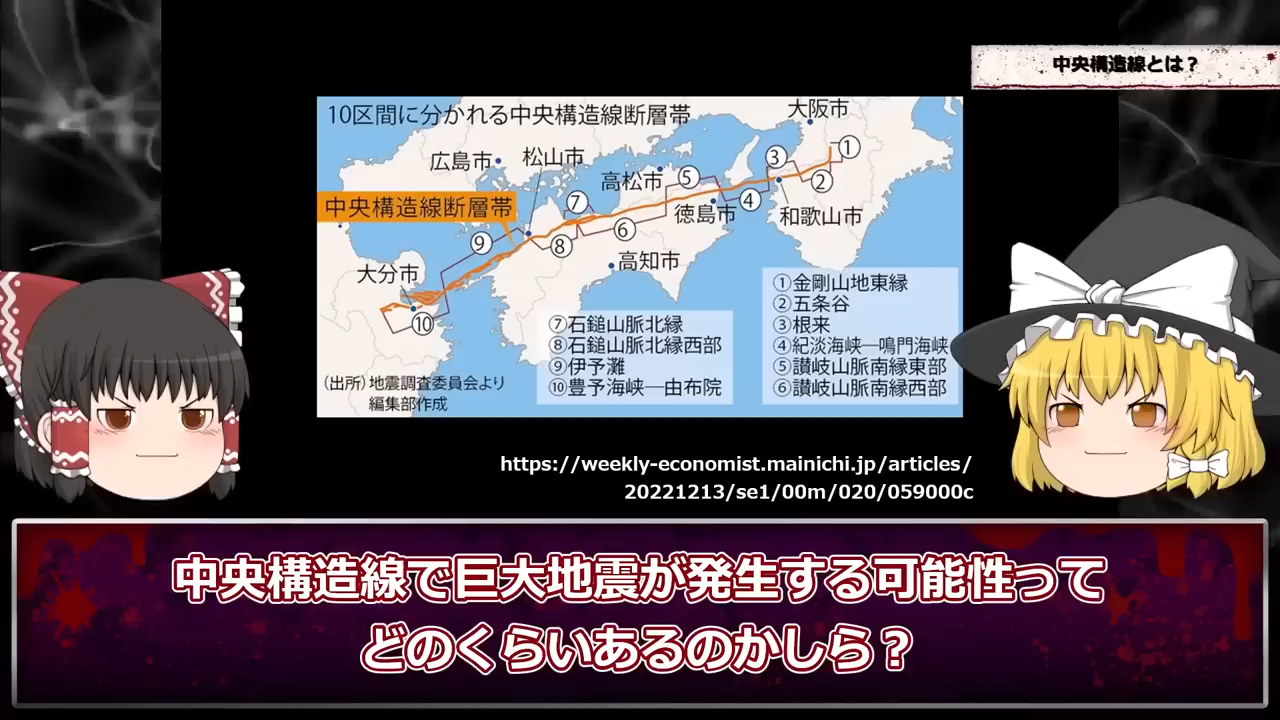 中央構造線とは？
10区間に分かれる中央構造線断層帯
大阪市
広島市
松山市
高松市
徳島市
和歌山市
中央構造線断層帯
高知市
大分市
①
②
③
④
⑤
⑥
⑦
⑧
⑨
⑩
①金剛山地東縁
②五条谷
③根来
④紀淡海峡―鳴門海峡
⑤讃岐山脈南縁東部
⑥讃岐山脈南縁西部
⑦石鎚山脈北縁
⑧石鎚山脈北縁西部
⑨伊予灘
⑩豊予海峡―由布院
（出所）地震調査委員会より
編集部作成
https://weekly-economist.mainichi.jp/articles/
20221213/se1/00m/020/059000c
中央構造線で巨大地震が発生する可能性って
どのくらいあるのかしら？